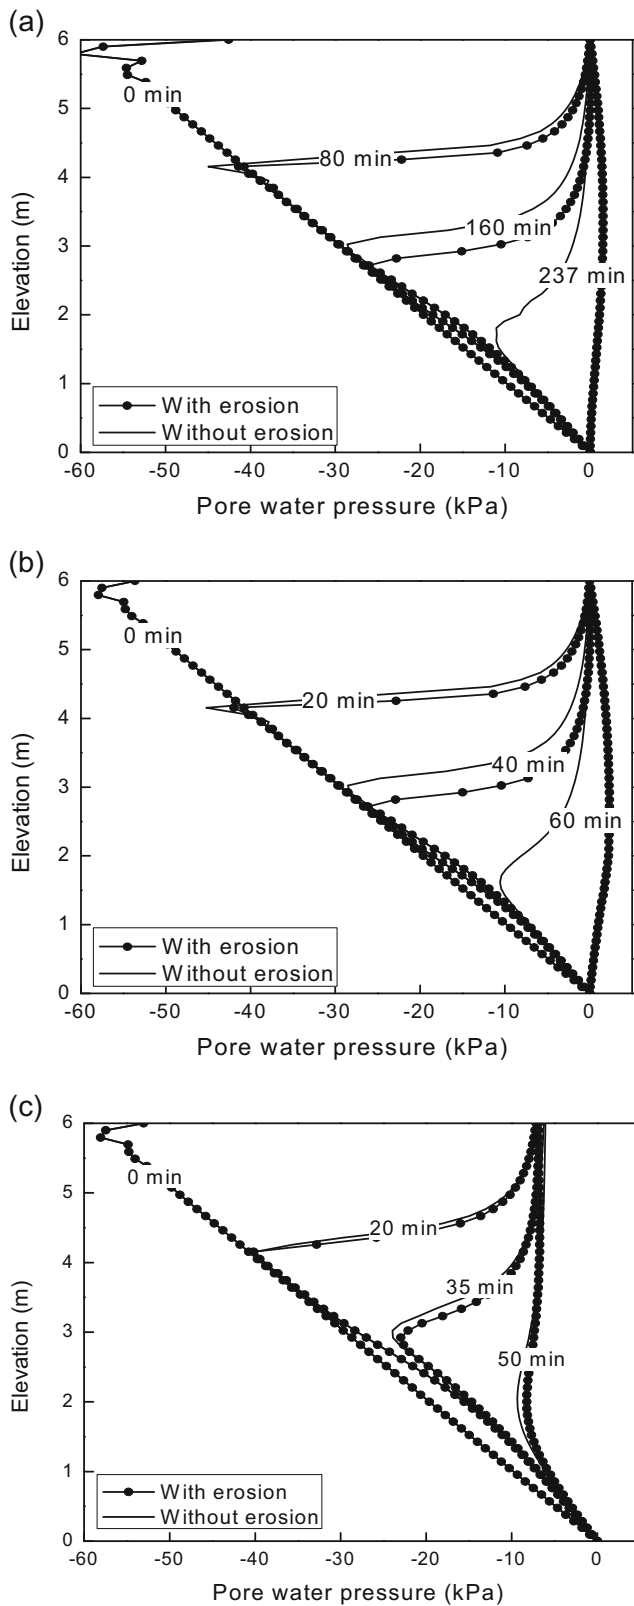 (a)
6
5
4
3
2
1
0
Elevation (m)
0 min
80 min
160 min
237 min
With erosion
Without erosion
-60 -50 -40 -30 -20 -10 0
Pore water pressure (kPa)
(b)
6
5
4
3
2
1
0
Elevation (m)
0 min
20 min
40 min
60 min
With erosion
Without erosion
-60 -50 -40 -30 -20 -10 0
Pore water pressure (kPa)
(c)
6
5
4
3
2
1
0
Elevation (m)
0 min
20 min
35 min
50 min
With erosion
Without erosion
-60 -50 -40 -30 -20 -10 0
Pore water pressure (kPa)